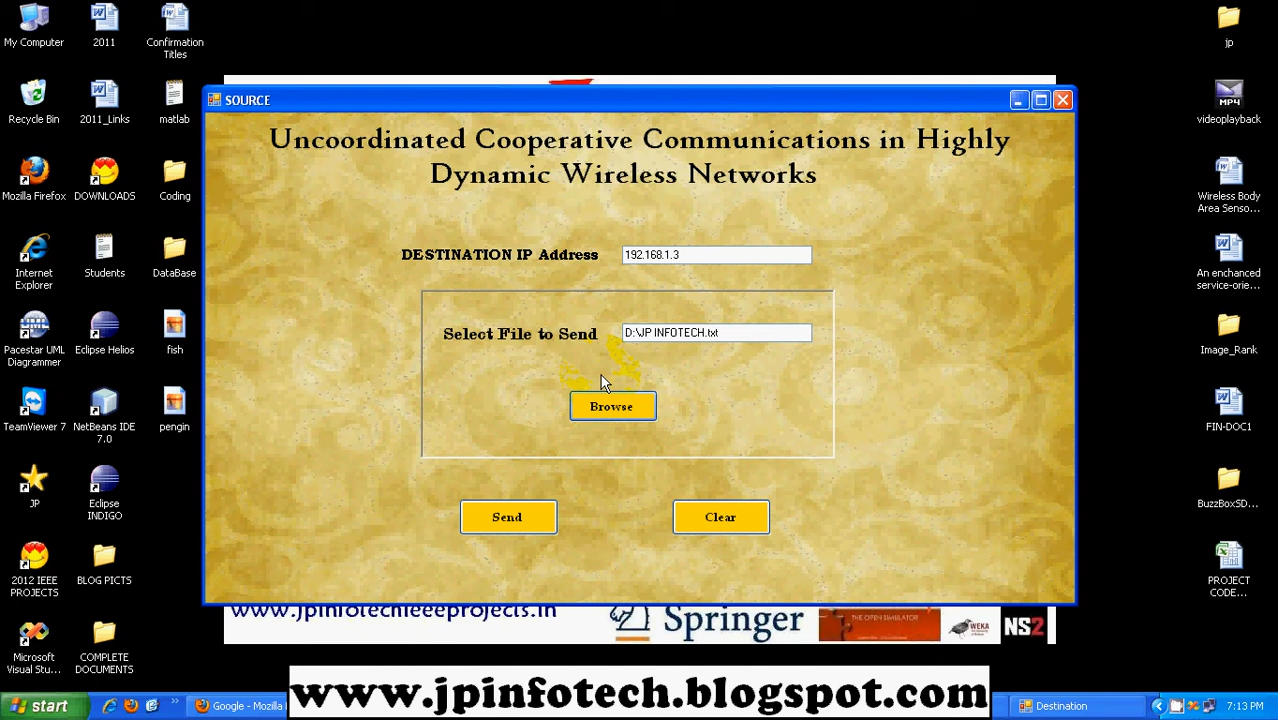 My Computer
2011
Confirmation
Titles
jp
Recycle Bin
2011_Links
matlab
videoplayback
MP4
SOURCE
Uncoordinated Cooperative Communications in Highly
Dynamic Wireless Networks
Mozilla Firefox
DOWNLOADS
Coding
Wireless Body
Area Senso...
DESTINATION IP Address
192.168.1.3
Internet
Explorer
Students
DataBase
An enchanced
service-orie...
Select File to Send
D:\JP INFOTECH.txt
Pacestar UML
Diagrammer
Eclipse Helios
fish
Image_Rank
Browse
TeamViewer 7
NetBeans IDE
7.0
pengin
FIN-DOC1
Send
Clear
JP
Eclipse
INDIGO
BuzzBoxSD...
2012 IEEE
PROJECTS
BLOG PICTS
PROJECT
CODE...
www.jpinfotechieeeprojects.in
Springer
THE OPEN SIMULATOR
WEKA
NS2
Microsoft
Visual Stu...
COMPLETE
DOCUMENTS
www.jpinfotech.blogspot.com
start
Google - Mozilla
Destination
7:13 PM